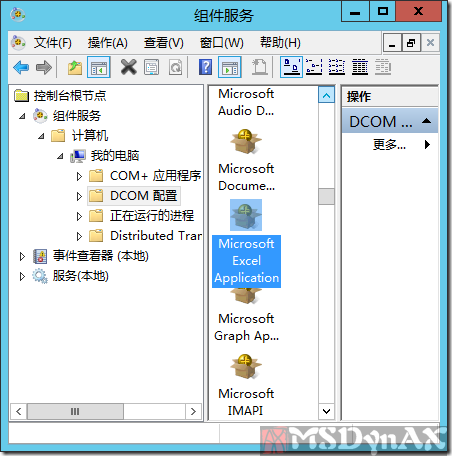 组件服务
文件(F) 操作(A) 查看(V) 窗口(W) 帮助(H)
控制台根节点
组件服务
计算机
我的电脑
COM+ 应用程序
DCOM 配置
正在运行的进程
Distributed Tran
事件查看器 (本地)
服务(本地)
Microsoft
Audio D...
Microsoft
Docume...
Microsoft
Excel
Application
Microsoft
Graph Ap...
Microsoft
IMAPI
操作
DCOM ...
更多...
MSDynAX